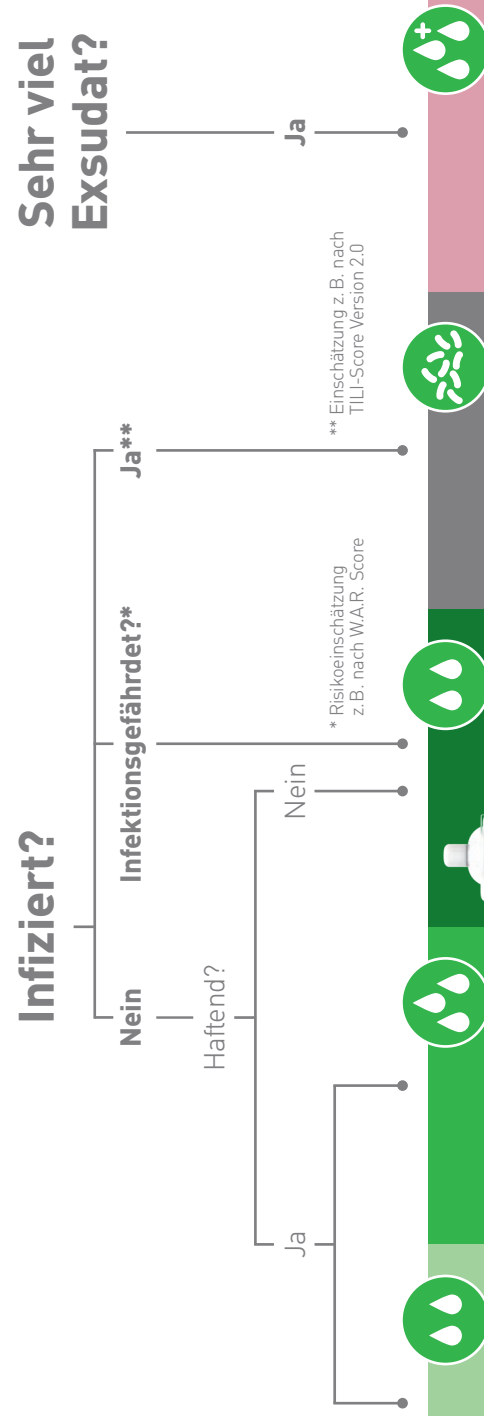 Infiziert?
Nein
Infektionsgefährdet?*
Ja**
Haftend?
Ja
Nein
* Risikoeinschätzung
z. B. nach W.A.R. Score
** Einschätzung z. B. nach
TILI-Score Version 2.0
Sehr viel
Exsudat?
Ja